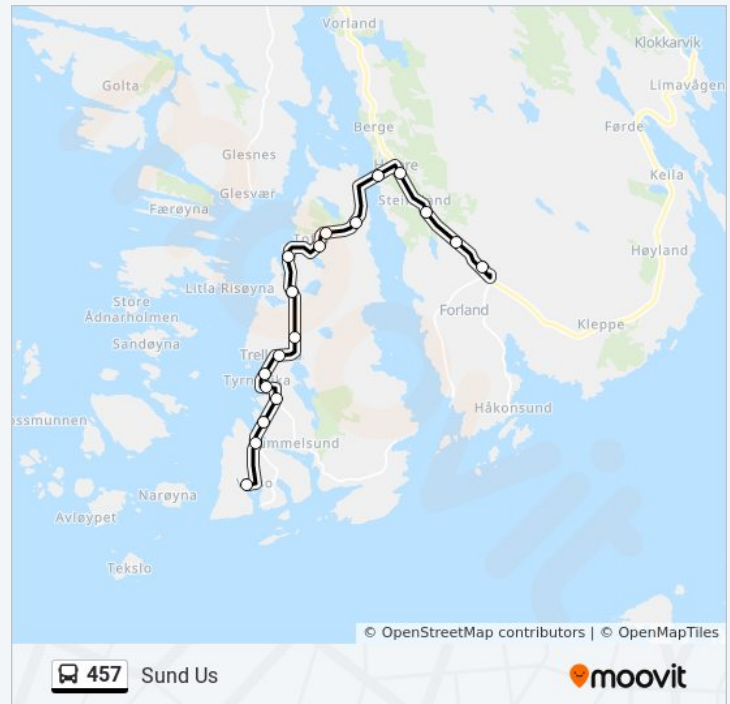 Vorland
Klokkarvik
Golta
Limavågen
Berge
Førde
Glesnes
Keila
Glesvær
Færøyna
Høyland
Litla Risøyna
Store
Ådnarholmen
Forland
Sandøyna
Kleppe
Håkonsund
Narøyna
Avløypet
Tekslo
© OpenStreetMap contributors | © OpenMapTiles
457 Sund Us
moovit